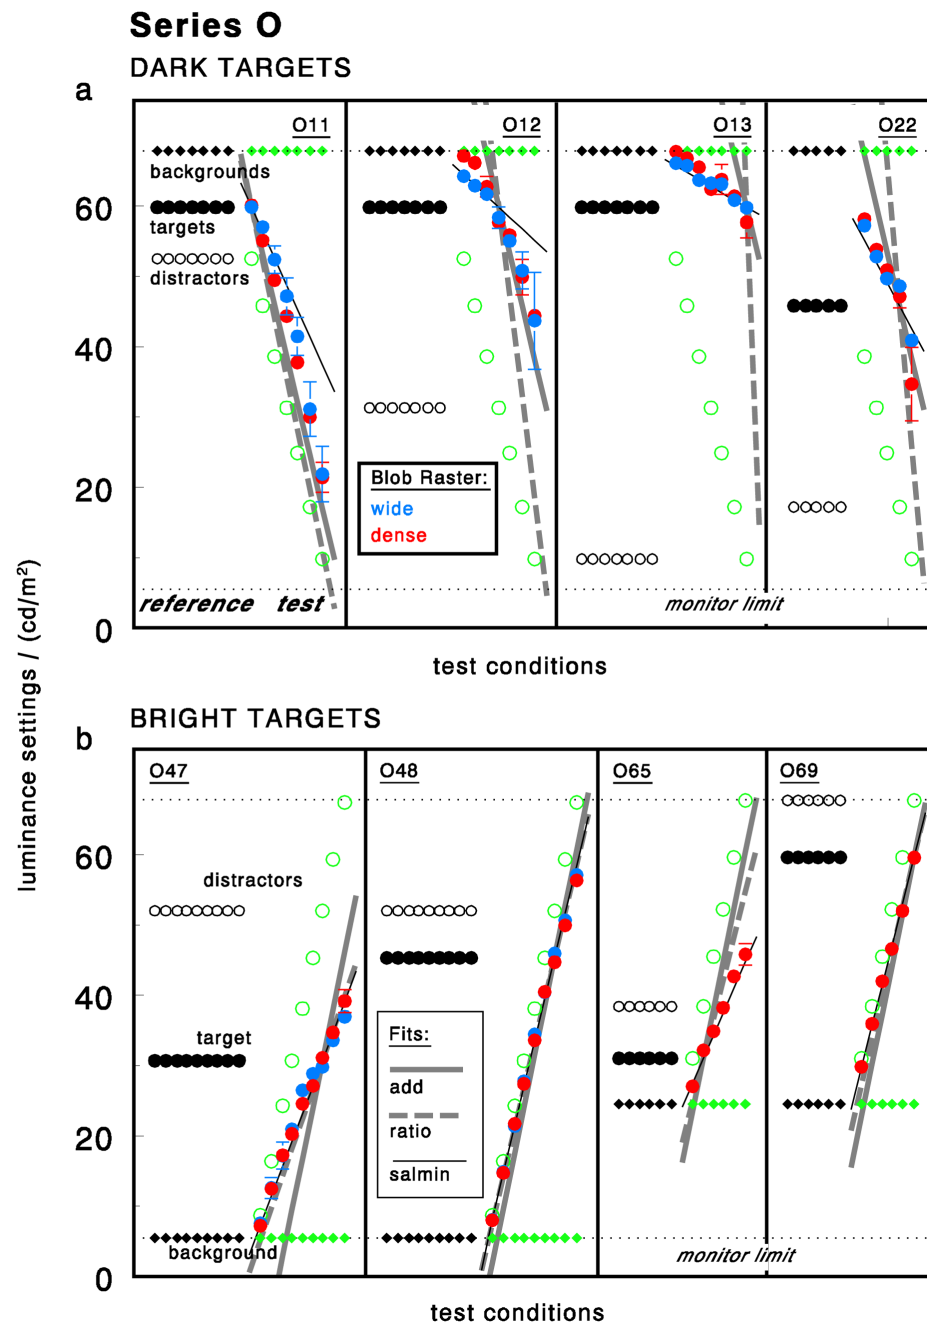 Series O
DARK TARGETS
a
O11
O12
O13
O22
backgrounds
60
targets
distractors
40
Blob Raster:
20
wide
dense
reference test
monitor limit
0
test conditions
luminance settings / (cd/m²)
BRIGHT TARGETS
b
O47
O48
O65
O69
60
distractors
40
target
Fits:
add
20
ratio
salmin
background
monitor limit
0
test conditions